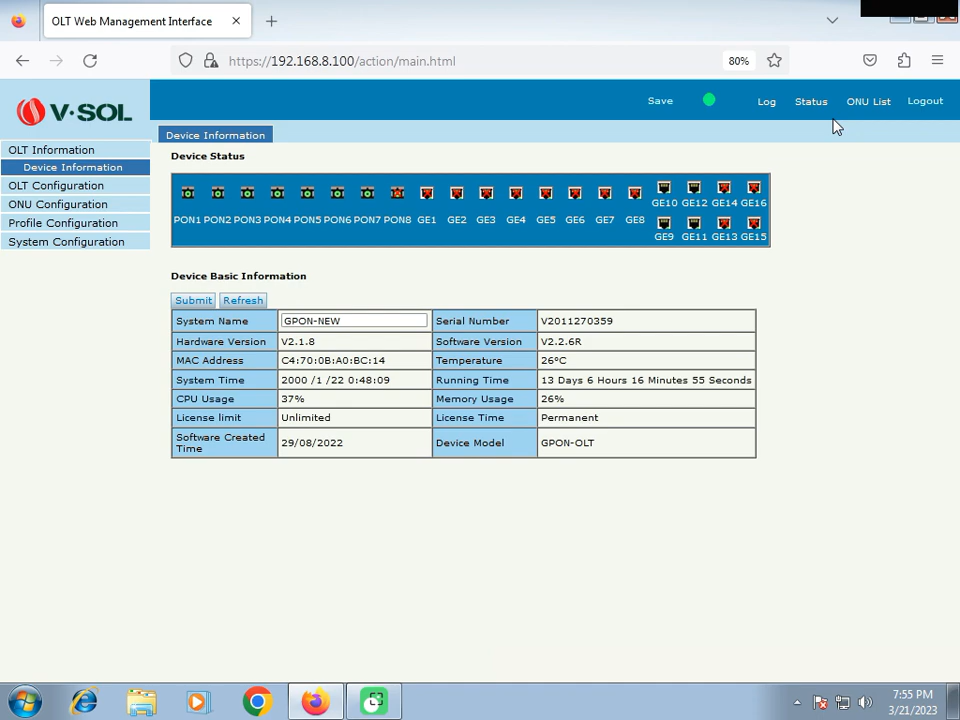 OLT Web Management Interface
https://192.168.8.100/action/main.html
80%
V·SOL
Save
Log
Status
ONU List
Logout
OLT Information
Device Information
OLT Configuration
ONU Configuration
Profile Configuration
System Configuration
Device Information
Device Status
PON1 PON2 PON3 PON4 PON5 PON6 PON7 PON8 GE1 GE2 GE3 GE4 GE5 GE6 GE7 GE8
GE10 GE12 GE14 GE16
GE9 GE11 GE13 GE15
Device Basic Information
Submit Refresh
System Name GPON-NEW Serial Number V2011270359
Hardware Version V2.1.8 Software Version V2.2.6R
MAC Address C4:70:0B:A0:BC:14 Temperature 26°C
System Time 2000 /1 /22 0:48:09 Running Time 13 Days 6 Hours 16 Minutes 55 Seconds
CPU Usage 37% Memory Usage 26%
License limit Unlimited License Time Permanent
Software Created Time 29/08/2022 Device Model GPON-OLT
7:55 PM
3/21/2023